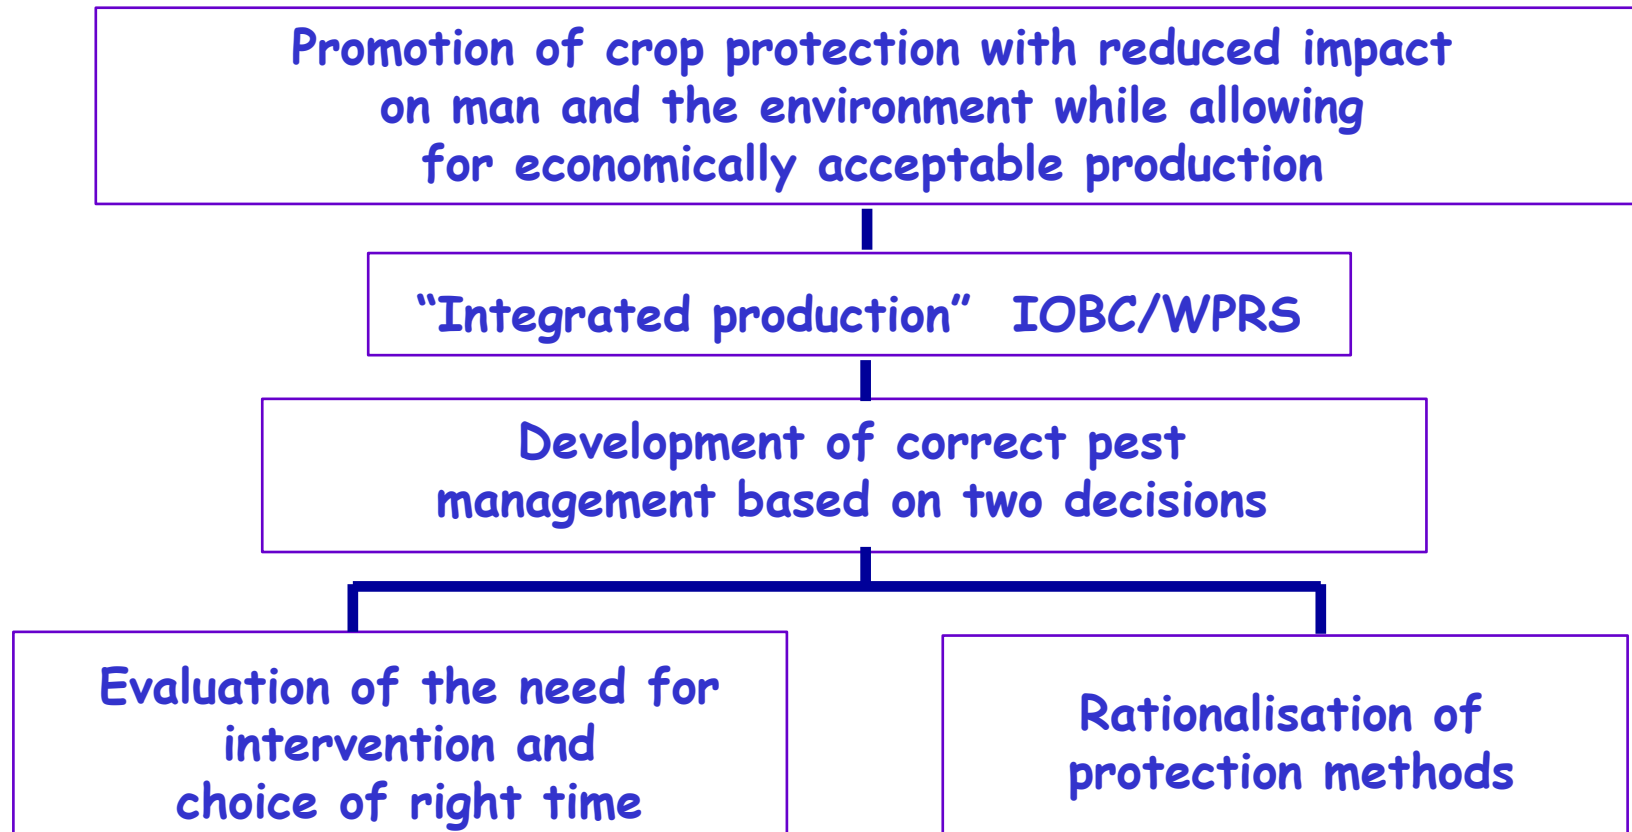 Promotion of crop protection with reduced impact
on man and the environment while allowing
for economically acceptable production
“Integrated production” IOBC/WPRS
Development of correct pest
management based on two decisions
Evaluation of the need for
intervention and
choice of right time
Rationalisation of
protection methods